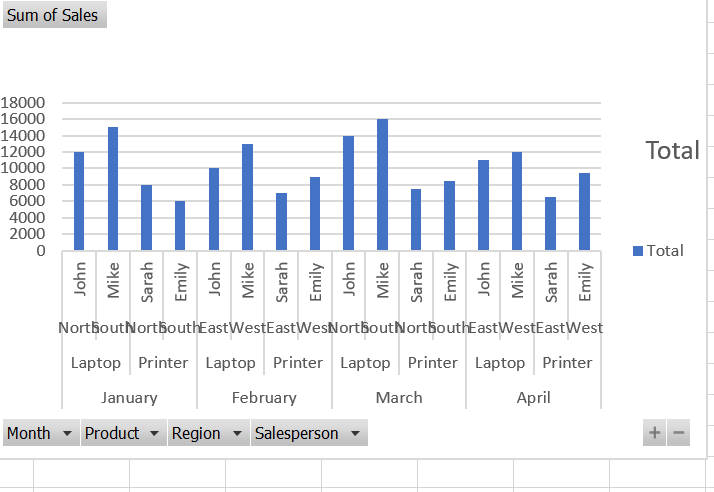 Sum of Sales
18000
16000
14000
12000
10000
8000
6000
4000
2000
0
Total
Total
John Mike Sarah Emily John Mike Sarah Emily John Mike Sarah Emily John Mike Sarah Emily
North South North South East West East West North South North South East West East West
Laptop Printer Laptop Printer Laptop Printer Laptop Printer
January February March April
Month Product Region Salesperson + −